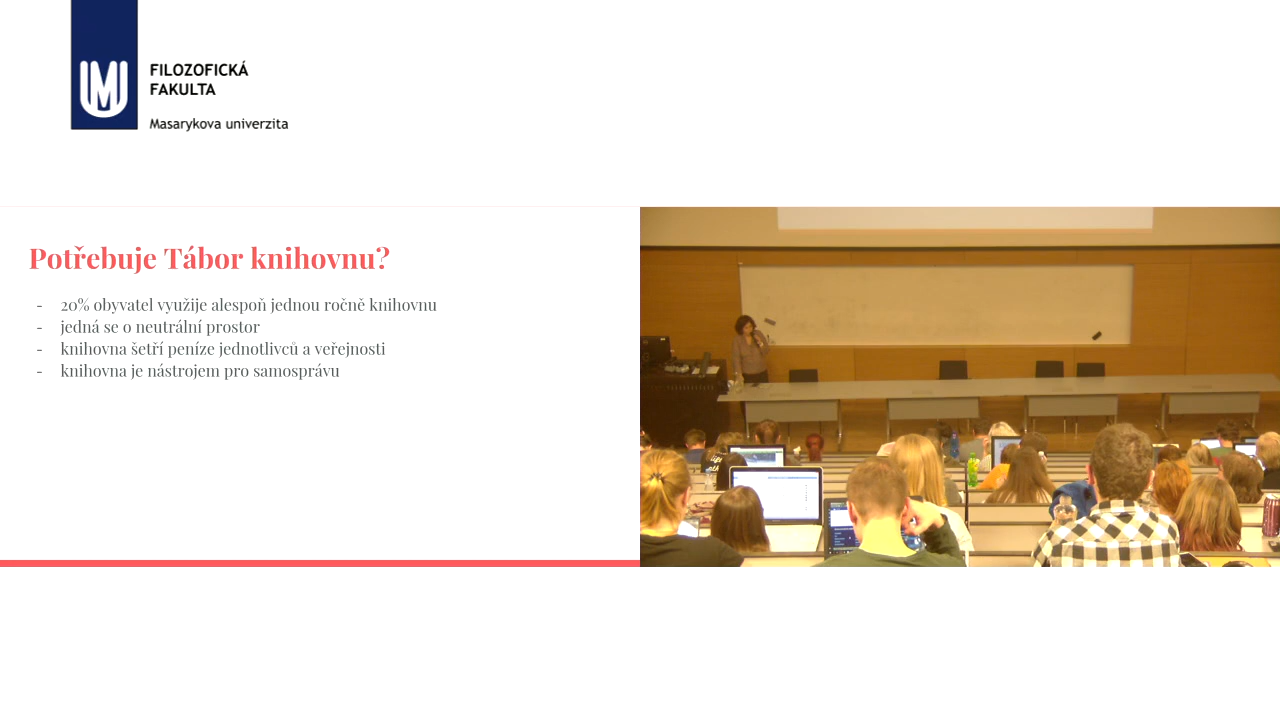 FILOZOFICKÁ
FAKULTA
Masarykova univerzita
Potřebuje Tábor knihovnu?
- 20% obyvatel využije alespoň jednou ročně knihovnu
- jedná se o neutrální prostor
- knihovna šetří peníze jednotlivců a veřejnosti
- knihovna je nástrojem pro samosprávu